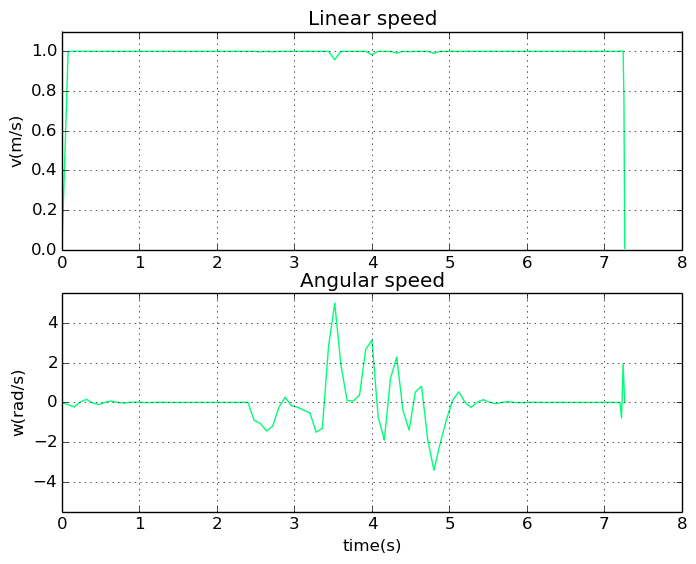 Linear speed
v(m/s)
1.0
0.8
0.6
0.4
0.2
0.0
0 1 2 3 4 5 6 7 8
Angular speed
w(rad/s)
4
2
0
−2
−4
0 1 2 3 4 5 6 7 8
time(s)